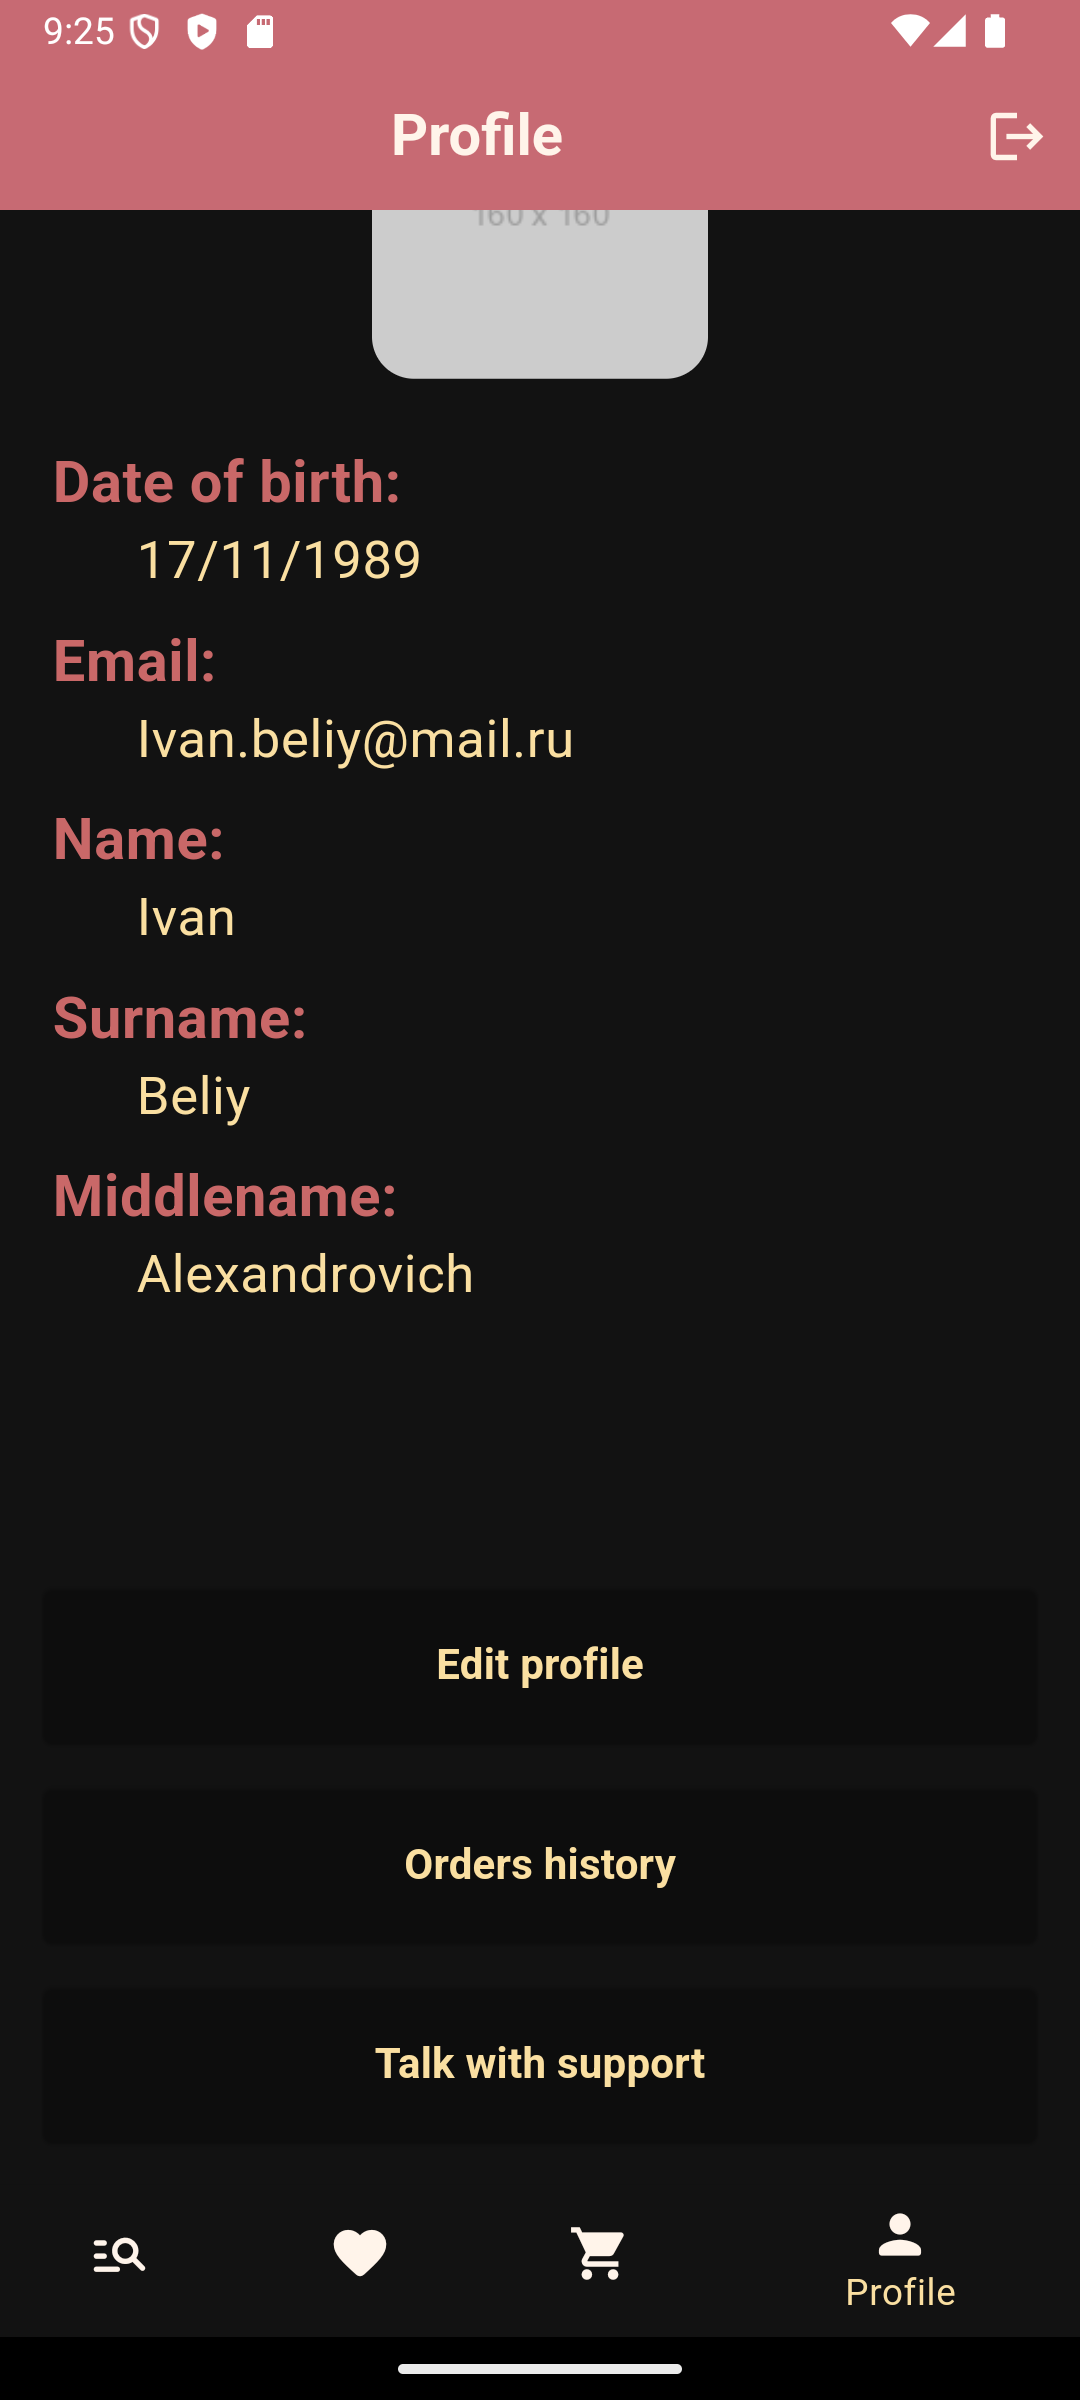 9:25
Profile
160 x 160
Date of birth:
17/11/1989
Email:
Ivan.beliy@mail.ru
Name:
Ivan
Surname:
Beliy
Middlename:
Alexandrovich
Edit profile
Orders history
Talk with support
Profile